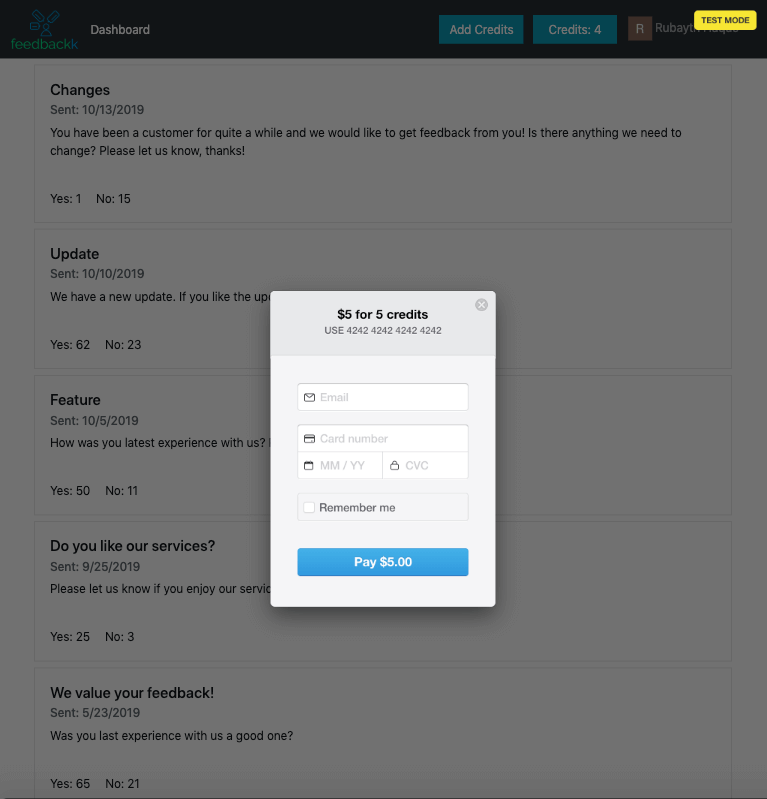 feedbackk
Dashboard
Add Credits
Credits: 4
R
TEST MODE
Changes
Sent: 10/13/2019
You have been a customer for quite a while and we would like to get feedback from you! Is there anything we need to
change? Please let us know, thanks!
Yes: 1 No: 15
Update
Sent: 10/10/2019
We have a new update. If you like the
Yes: 62 No: 23
Feature
Sent: 10/5/2019
How was you latest experience with us?
Yes: 50 No: 11
Do you like our services?
Sent: 9/25/2019
Please let us know if you enjoy our
Yes: 25 No: 3
We value your feedback!
Sent: 5/23/2019
Was you last experience with us a good one?
Yes: 65 No: 21
$5 for 5 credits
USE 4242 4242 4242 4242
Email
Card number
MM / YY
CVC
Remember me
Pay $5.00